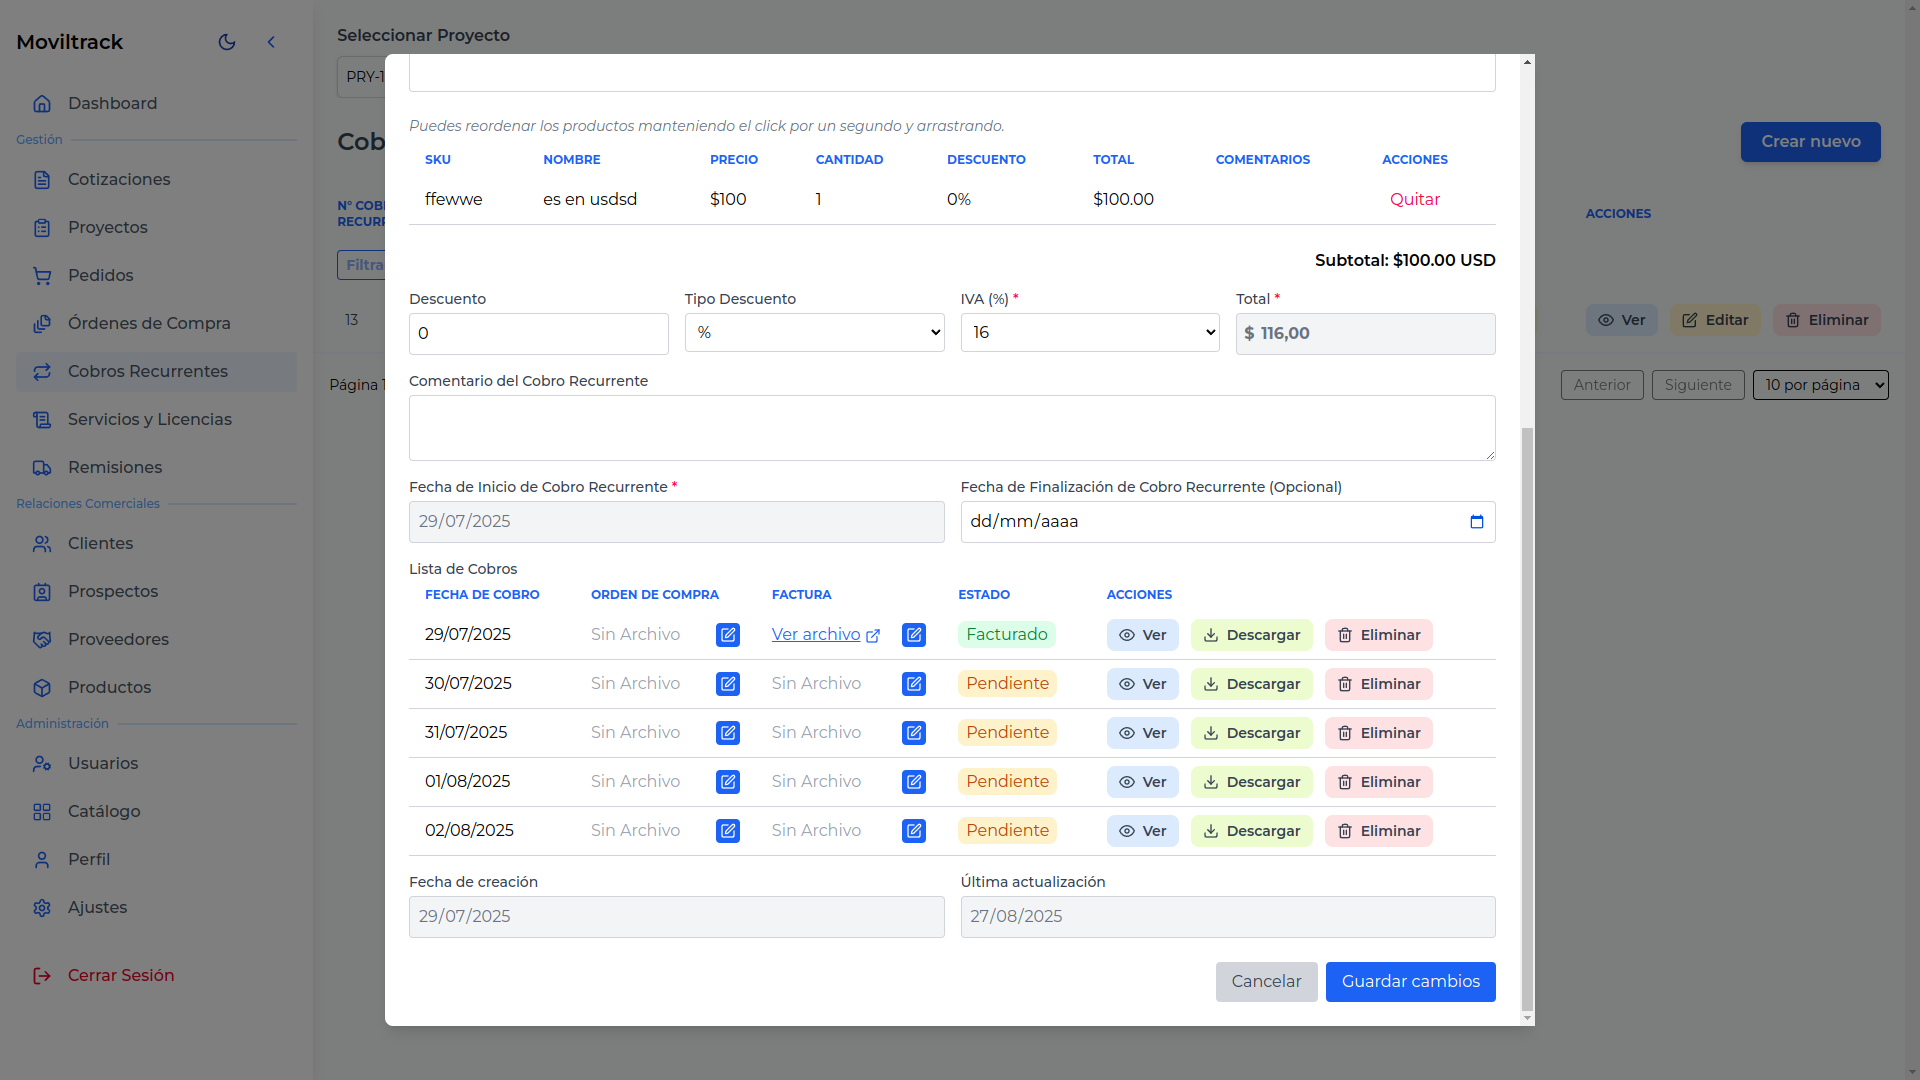 Moviltrack
Dashboard
Gestión
Cotizaciones
Proyectos
Pedidos
Órdenes de Compra
Cobros Recurrentes
Servicios y Licencias
Remisiones
Relaciones Comerciales
Clientes
Prospectos
Proveedores
Productos
Administración
Usuarios
Catálogo
Perfil
Ajustes
Cerrar Sesión
Seleccionar Proyecto
PRY-1
Cob
Crear nuevo
N° COB
RECURR
ACCIONES
Filtra
13
Ver Editar Eliminar
Página 1
Anterior Siguiente 10 por página
Puedes reordenar los productos manteniendo el click por un segundo y arrastrando.
SKU NOMBRE PRECIO CANTIDAD DESCUENTO TOTAL COMENTARIOS ACCIONES
ffewwe es en usdsd $100 1 0% $100.00 Quitar
Subtotal: $100.00 USD
Descuento Tipo Descuento IVA (%) * Total *
0 % 16 $ 116,00
Comentario del Cobro Recurrente
Fecha de Inicio de Cobro Recurrente * Fecha de Finalización de Cobro Recurrente (Opcional)
29/07/2025 dd/mm/aaaa
Lista de Cobros
FECHA DE COBRO ORDEN DE COMPRA FACTURA ESTADO ACCIONES
29/07/2025 Sin Archivo Ver archivo Facturado Ver Descargar Eliminar
30/07/2025 Sin Archivo Sin Archivo Pendiente Ver Descargar Eliminar
31/07/2025 Sin Archivo Sin Archivo Pendiente Ver Descargar Eliminar
01/08/2025 Sin Archivo Sin Archivo Pendiente Ver Descargar Eliminar
02/08/2025 Sin Archivo Sin Archivo Pendiente Ver Descargar Eliminar
Fecha de creación Última actualización
29/07/2025 27/08/2025
Cancelar Guardar cambios